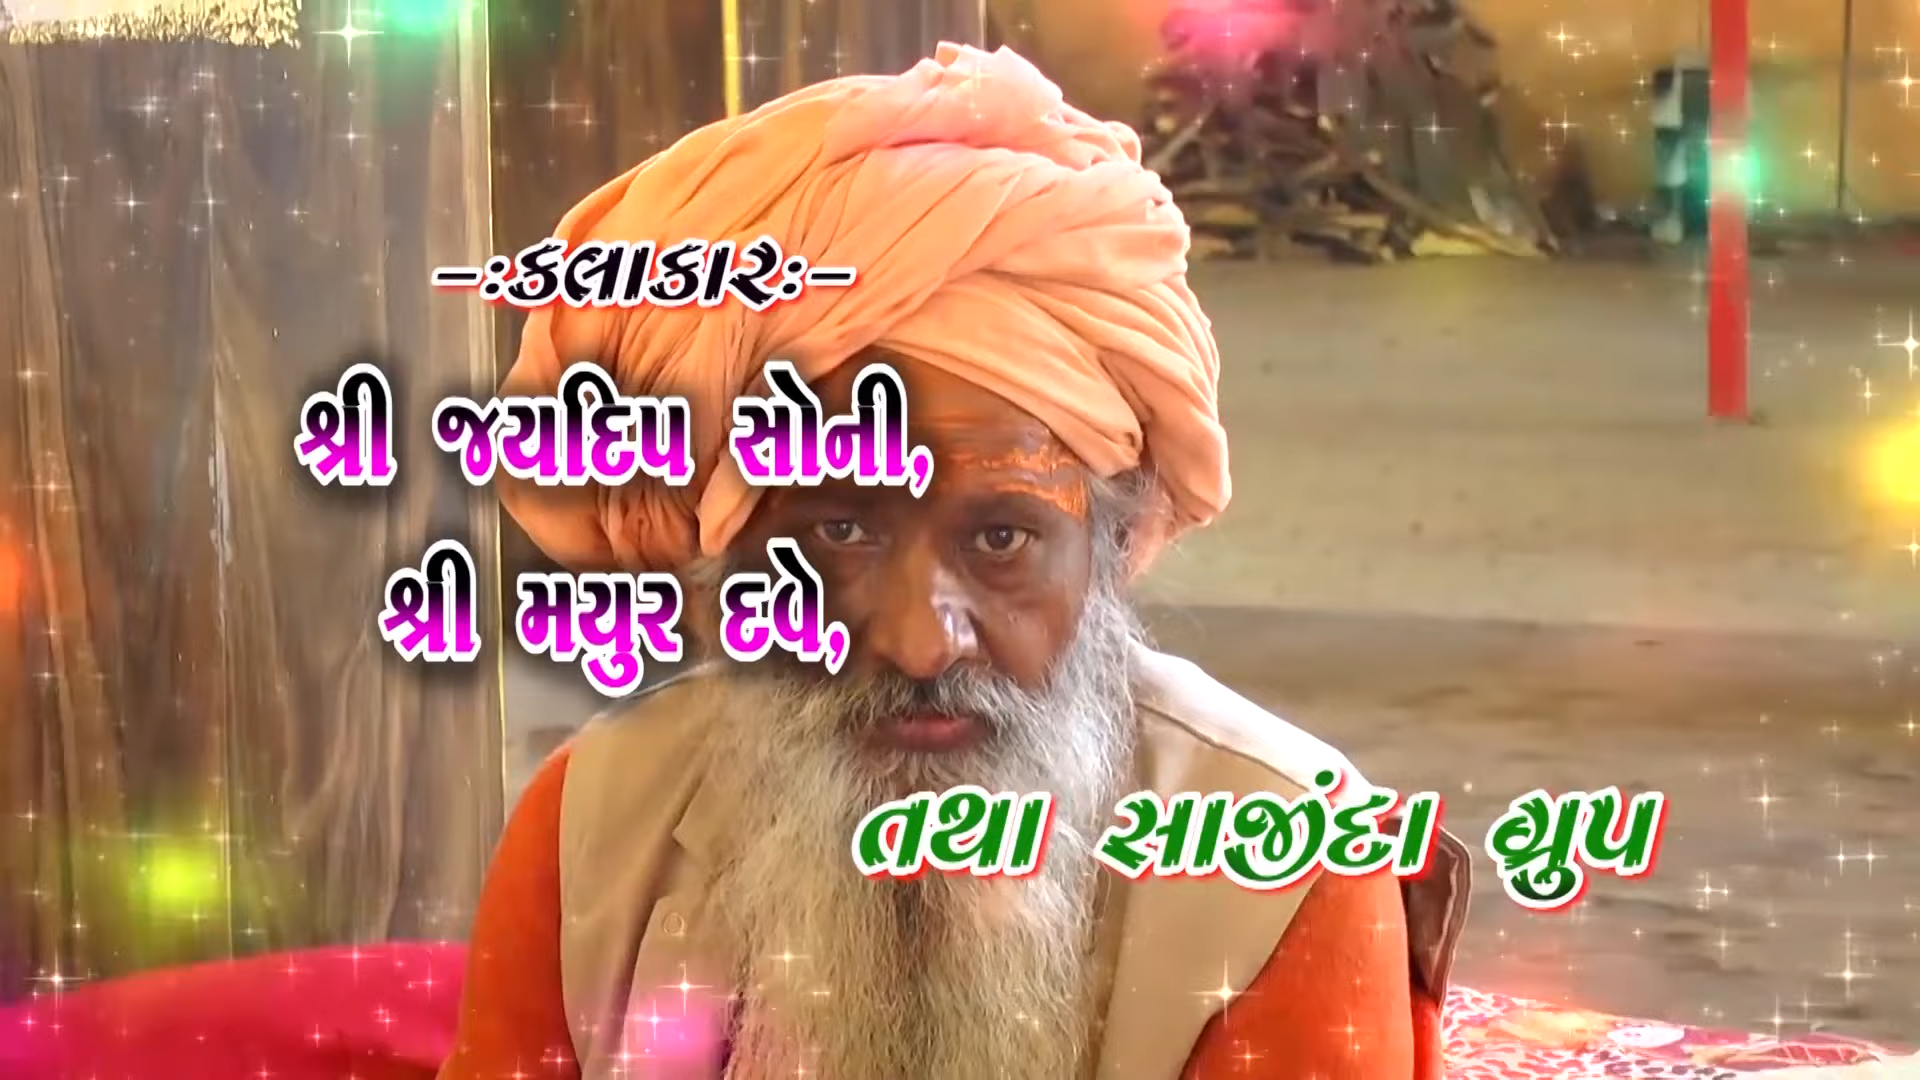 -:કલાકાર:-
શ્રી જયદિપ સોની,
શ્રી મયુર દવે,
તથા સાજીંદા ગ્રુપ